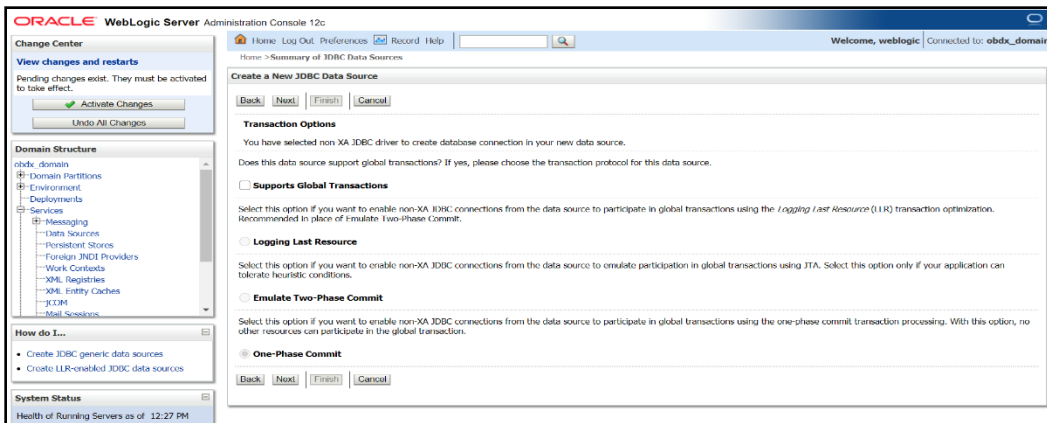 ORACLE WebLogic Server Administration Console 12c
Change Center
View changes and restarts
Pending changes exist. They must be activated
to take effect.
Activate Changes
Undo All Changes
Domain Structure
obdx_domain
Domain Partitions
Environment
Deployments
Services
Messaging
Data Sources
Persistent Stores
Foreign JNDI Providers
Work Contexts
XML Registries
XML Entity Caches
jCOM
Mail Sessions
How do I...
Create JDBC generic data sources
Create LLR-enabled JDBC data sources
System Status
Health of Running Servers as of 12:27 PM
Home Log Out Preferences Record Help
Welcome, weblogic Connected to: obdx_domain
Home >Summary of JDBC Data Sources
Create a New JDBC Data Source
Back Next Finish Cancel
Transaction Options
You have selected non XA JDBC driver to create database connection in your new data source.
Does this data source support global transactions? If yes, please choose the transaction protocol for this data source.
Supports Global Transactions
Select this option if you want to enable non-XA JDBC connections from the data source to participate in global transactions using the Logging Last Resource (LLR) transaction optimization.
Recommended in place of Emulate Two-Phase Commit.
Logging Last Resource
Select this option if you want to enable non-XA JDBC connections from the data source to emulate participation in global transactions using JTA. Select this option only if your application can
tolerate heuristic conditions.
Emulate Two-Phase Commit
Select this option if you want to enable non-XA JDBC connections from the data source to participate in global transactions using the one-phase commit transaction processing. With this option, no
other resources can participate in the global transaction.
One-Phase Commit
Back Next Finish Cancel